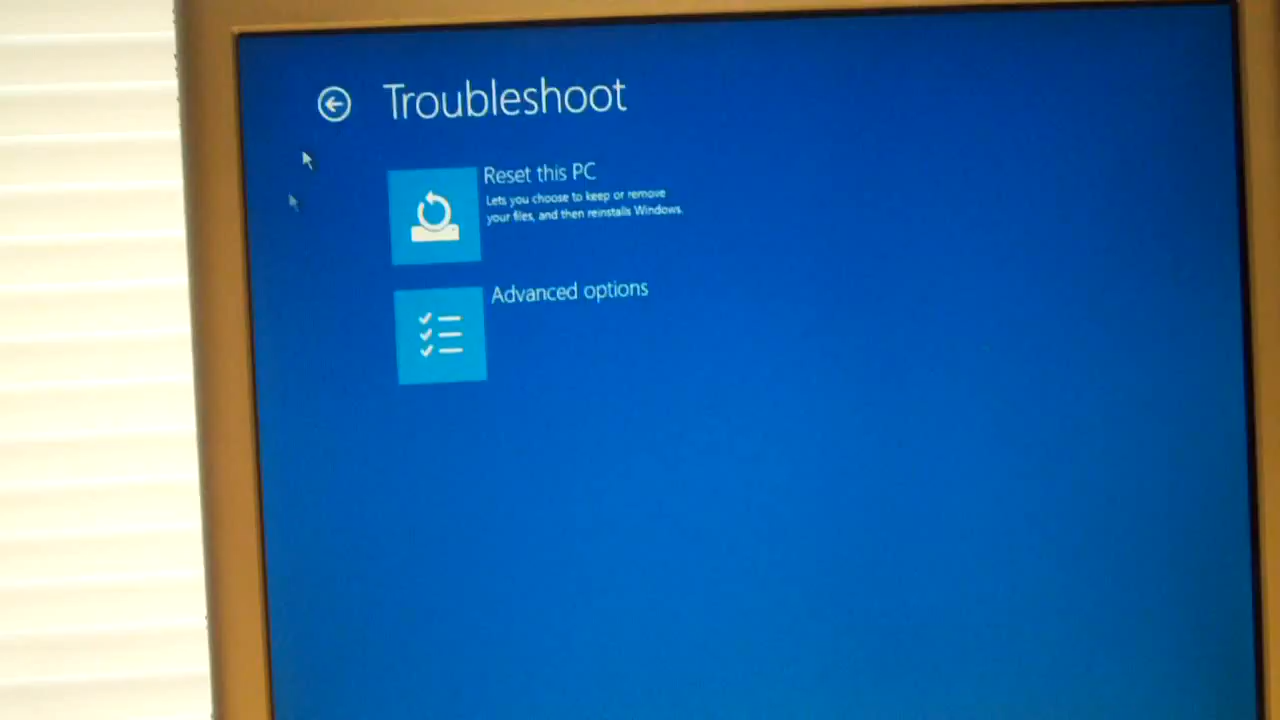 Troubleshoot
Reset this PC
Lets you choose to keep or remove
your files, and then reinstalls Windows.
Advanced options